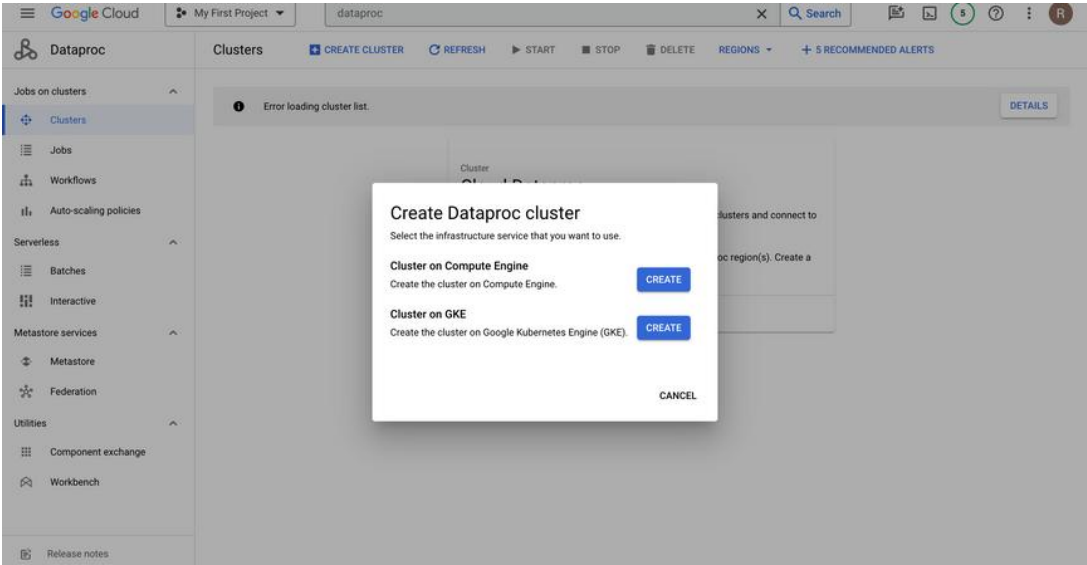 Google Cloud
My First Project
dataproc
Search
5
R
Dataproc
Clusters
CREATE CLUSTER
REFRESH
START
STOP
DELETE
REGIONS
+ 5 RECOMMENDED ALERTS
Jobs on clusters
Clusters
Jobs
Workflows
Auto-scaling policies
Serverless
Batches
Interactive
Metastore services
Metastore
Federation
Utilities
Component exchange
Workbench
Release notes
Error loading cluster list.
DETAILS
Cluster
clusters and connect to
region(s). Create a
Create Dataproc cluster
Select the infrastructure service that you want to use.
Cluster on Compute Engine
Create the cluster on Compute Engine.
CREATE
Cluster on GKE
Create the cluster on Google Kubernetes Engine (GKE).
CREATE
CANCEL